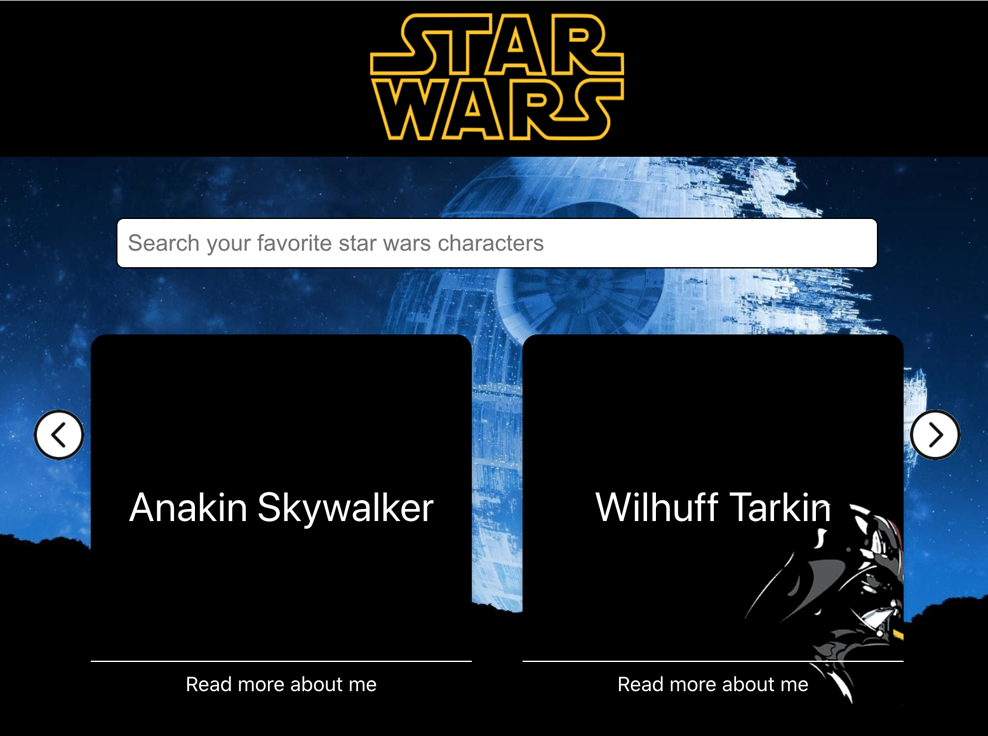 STAR
WARS
Search your favorite star wars characters
Anakin Skywalker
Wilhuff Tarkin
Read more about me
Read more about me